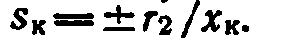 sк = ±r₂/xк.